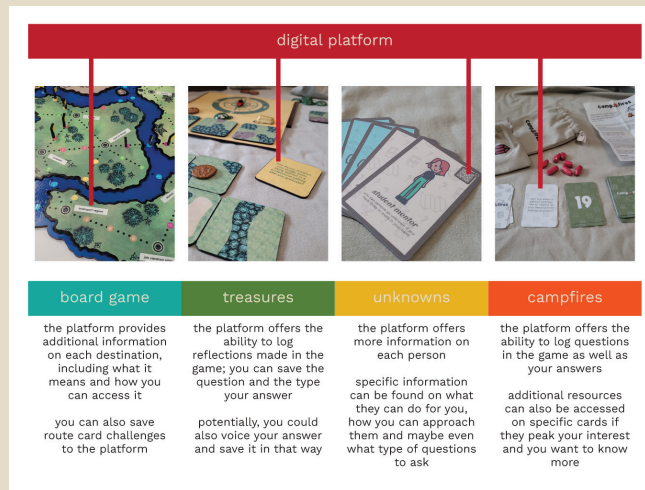 digital platform
student mentor
19
board game
treasures
unknowns
campfires
the platform provides
additional information
on each destination,
including what it
means and how you
can access it
you can also save
route card challenges
to the platform
the platform offers the
ability to log
reflections made in the
game; you can save the
question and the type
your answer
potentially, you could
also voice your answer
and save it in that way
the platform offers
more information on
each person
specific information
can be found on what
they can do for you,
how you can approach
them and maybe even
what type of questions
to ask
the platform offers the
ability to log questions
in the game as well as
your answers
additional resources
can also be accessed
on specific cards if
they peak your interest
and you want to know
more